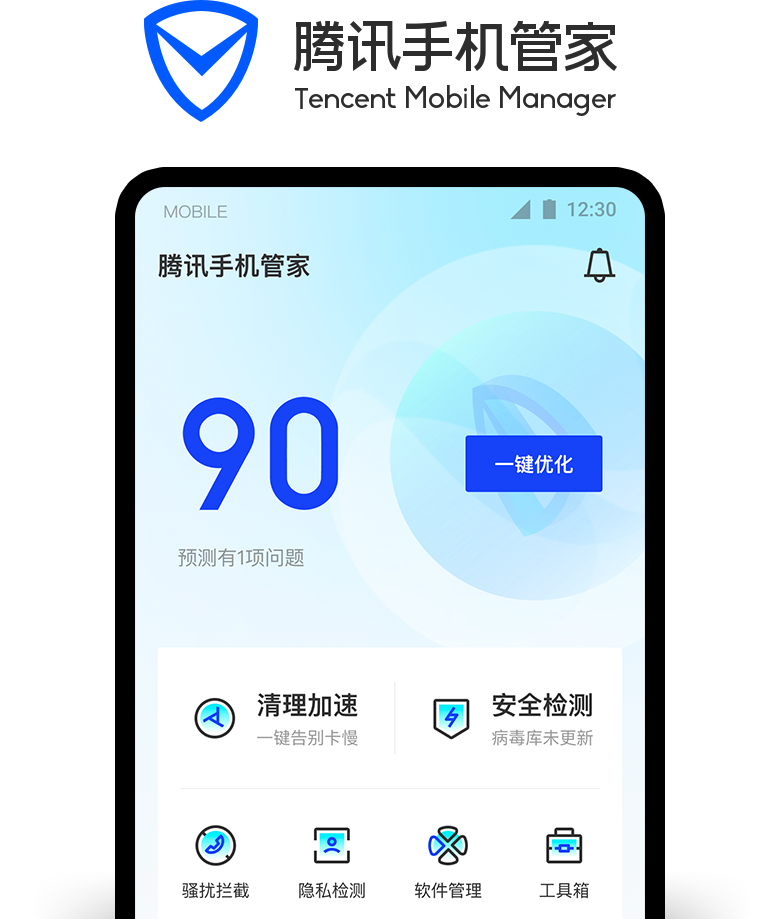 腾讯手机管家
Tencent Mobile Manager
MOBILE 12:30
腾讯手机管家
90
一键优化
预测有1项问题
清理加速 安全检测
一键告别卡慢 病毒库未更新
骚扰拦截 隐私检测 软件管理 工具箱